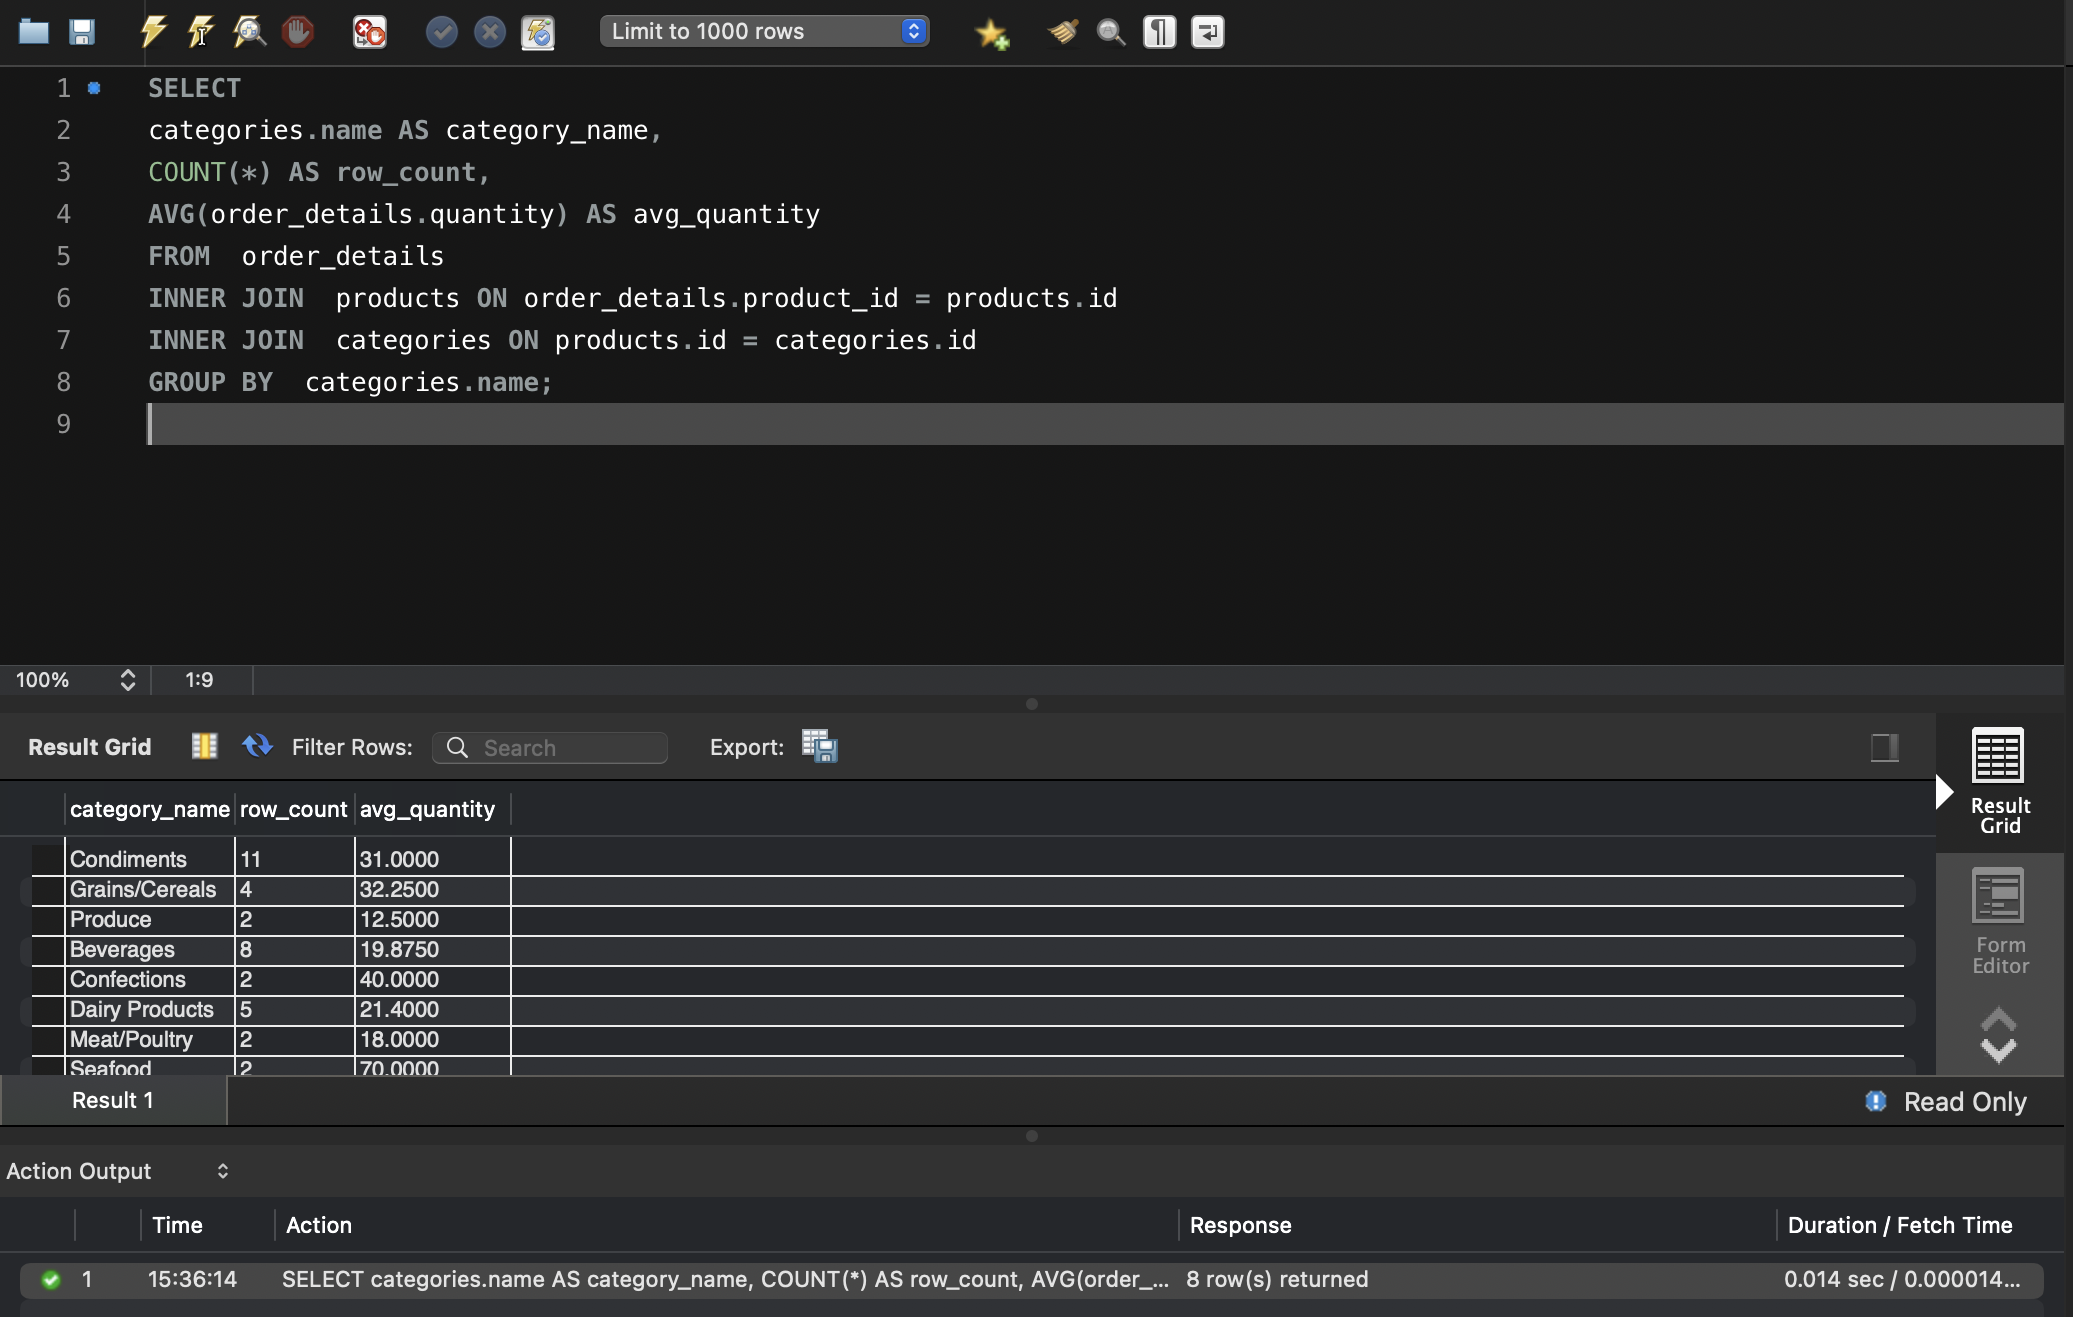 Limit to 1000 rows
1 SELECT
2 categories.name AS category_name,
3 COUNT(*) AS row_count,
4 AVG(order_details.quantity) AS avg_quantity
5 FROM  order_details
6 INNER JOIN  products ON order_details.product_id = products.id
7 INNER JOIN  categories ON products.id = categories.id
8 GROUP BY  categories.name;
9
100% 1:9
Result Grid Filter Rows: Search Export:
category_name row_count avg_quantity
Condiments 11 31.0000
Grains/Cereals 4 32.2500
Produce 2 12.5000
Beverages 8 19.8750
Confections 2 40.0000
Dairy Products 5 21.4000
Meat/Poultry 2 18.0000
Seafood 2 70.0000
Result
Grid
Form
Editor
Result 1 Read Only
Action Output
Time Action Response Duration / Fetch Time
1 15:36:14 SELECT categories.name AS category_name, COUNT(*) AS row_count, AVG(order_... 8 row(s) returned 0.014 sec / 0.000014...